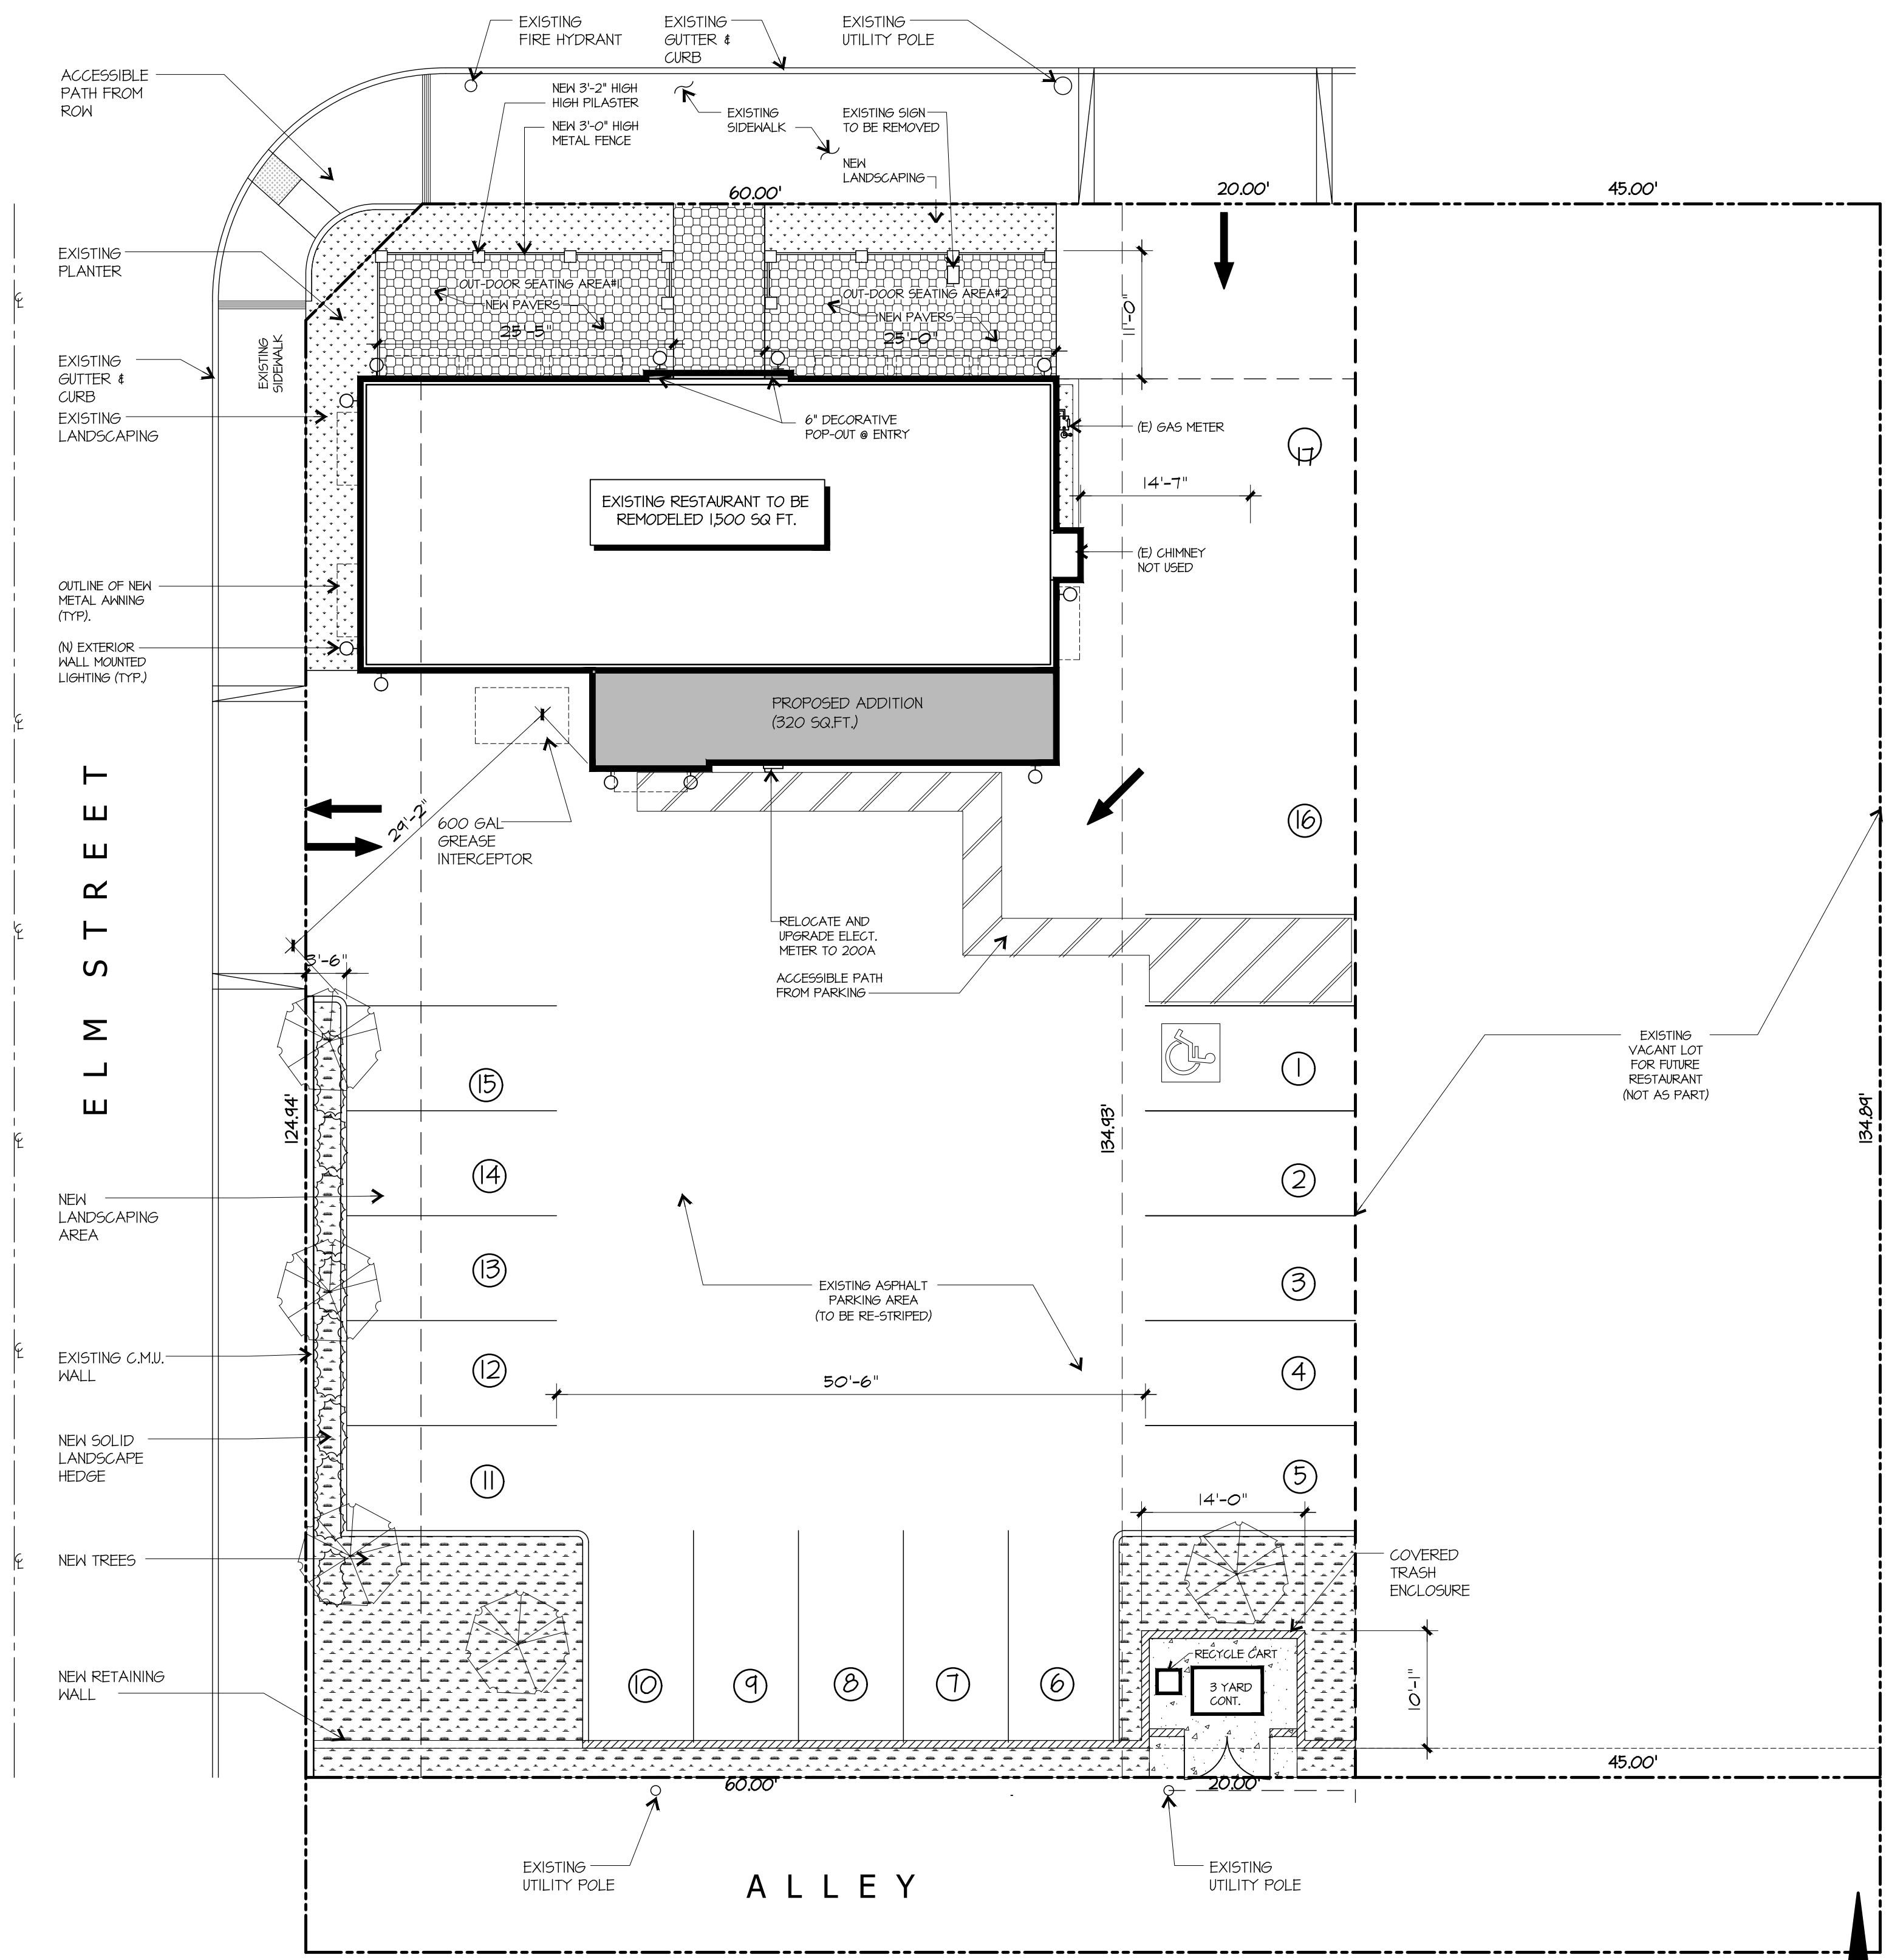 EXISTING
FIRE HYDRANT
EXISTING
GUTTER &
CURB
EXISTING
UTILITY POLE
ACCESSIBLE
PATH FROM
ROW
NEW 3'-2" HIGH
HIGH PILASTER
NEW 3'-0" HIGH
METAL FENCE
EXISTING
SIDEWALK
EXISTING SIGN
TO BE REMOVED
NEW
LANDSCAPING
60.00'
20.00'
45.00'
EXISTING
PLANTER
OUT-DOOR SEATING AREA#1
NEW PAVERS
25'-5"
OUT-DOOR SEATING AREA#2
NEW PAVERS
25'-0"
11'-0"
EXISTING
SIDEWALK
EXISTING
GUTTER &
CURB
EXISTING
LANDSCAPING
6" DECORATIVE
POP-OUT @ ENTRY
(E) GAS METER
17
14'-7"
EXISTING RESTAURANT TO BE
REMODELED 1,500 SQ FT.
(E) CHIMNEY
NOT USED
OUTLINE OF NEW
METAL AWNING
(TYP).
(N) EXTERIOR
WALL MOUNTED
LIGHTING (TYP.)
PROPOSED ADDITION
(320 SQ.FT.)
ELM STREET
29'-2"
600 GAL
GREASE
INTERCEPTOR
16
RELOCATE AND
UPGRADE ELECT.
METER TO 200A
ACCESSIBLE PATH
FROM PARKING
3'-6"
EXISTING
VACANT LOT
FOR FUTURE
RESTAURANT
(NOT AS PART)
15
1
124.94'
134.93'
134.89'
14
2
NEW
LANDSCAPING
AREA
13
3
EXISTING ASPHALT
PARKING AREA
(TO BE RE-STRIPED)
EXISTING C.M.U.
WALL
12
4
50'-6"
NEW SOLID
LANDSCAPE
HEDGE
11
5
14'-0"
NEW TREES
COVERED
TRASH
ENCLOSURE
NEW RETAINING
WALL
10
9
8
7
6
RECYCLE CART
3 YARD
CONT.
10'-1"
60.00'
20.00'
45.00'
EXISTING
UTILITY POLE
ALLEY
EXISTING
UTILITY POLE